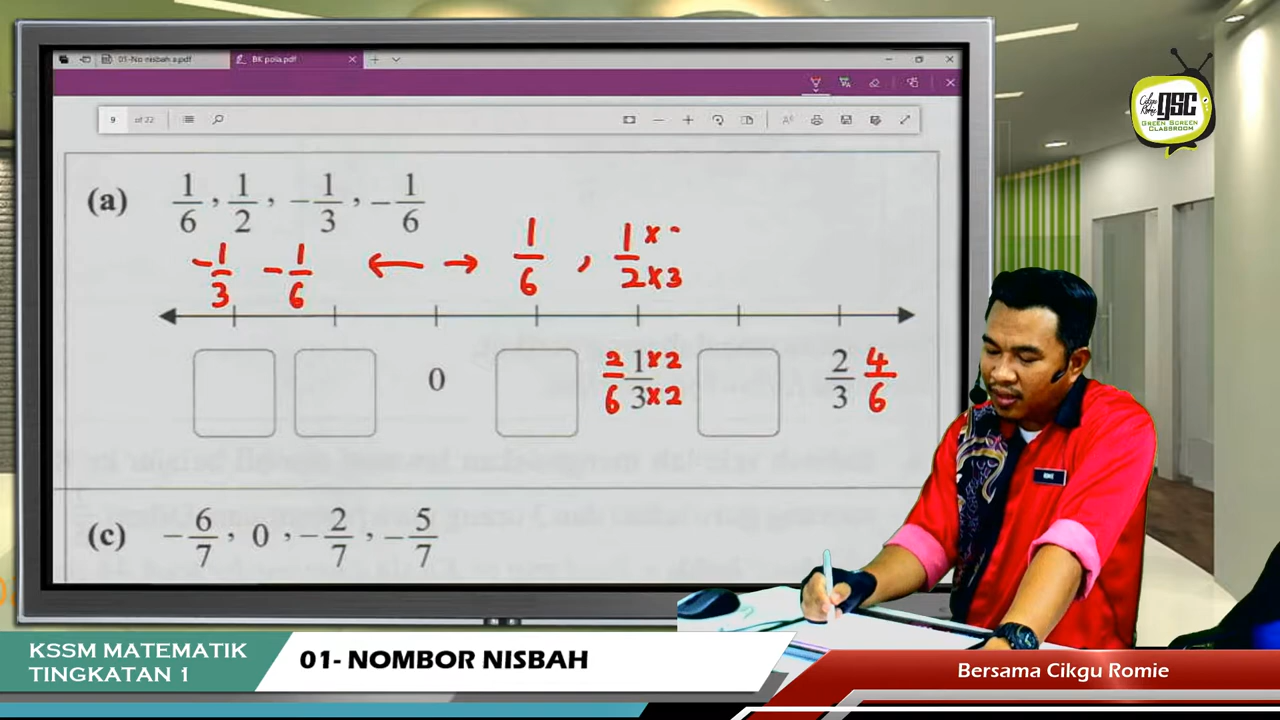 01-No nisbah a.pdf
BK pola.pdf
9 of 22
Cikgu Romie GSC
GREEN SCREEN
CLASSROOM
(a) 1/6, 1/2, -1/3, -1/6
-1/3 -1/6 ← → 1/6 , 1/2 × - ×3
0 2/6 1/3 ×2 ×2 2/3 4/6
(c) -6/7, 0, -2/7, -5/7
KSSM MATEMATIK
TINGKATAN 1
01- NOMBOR NISBAH
Bersama Cikgu Romie